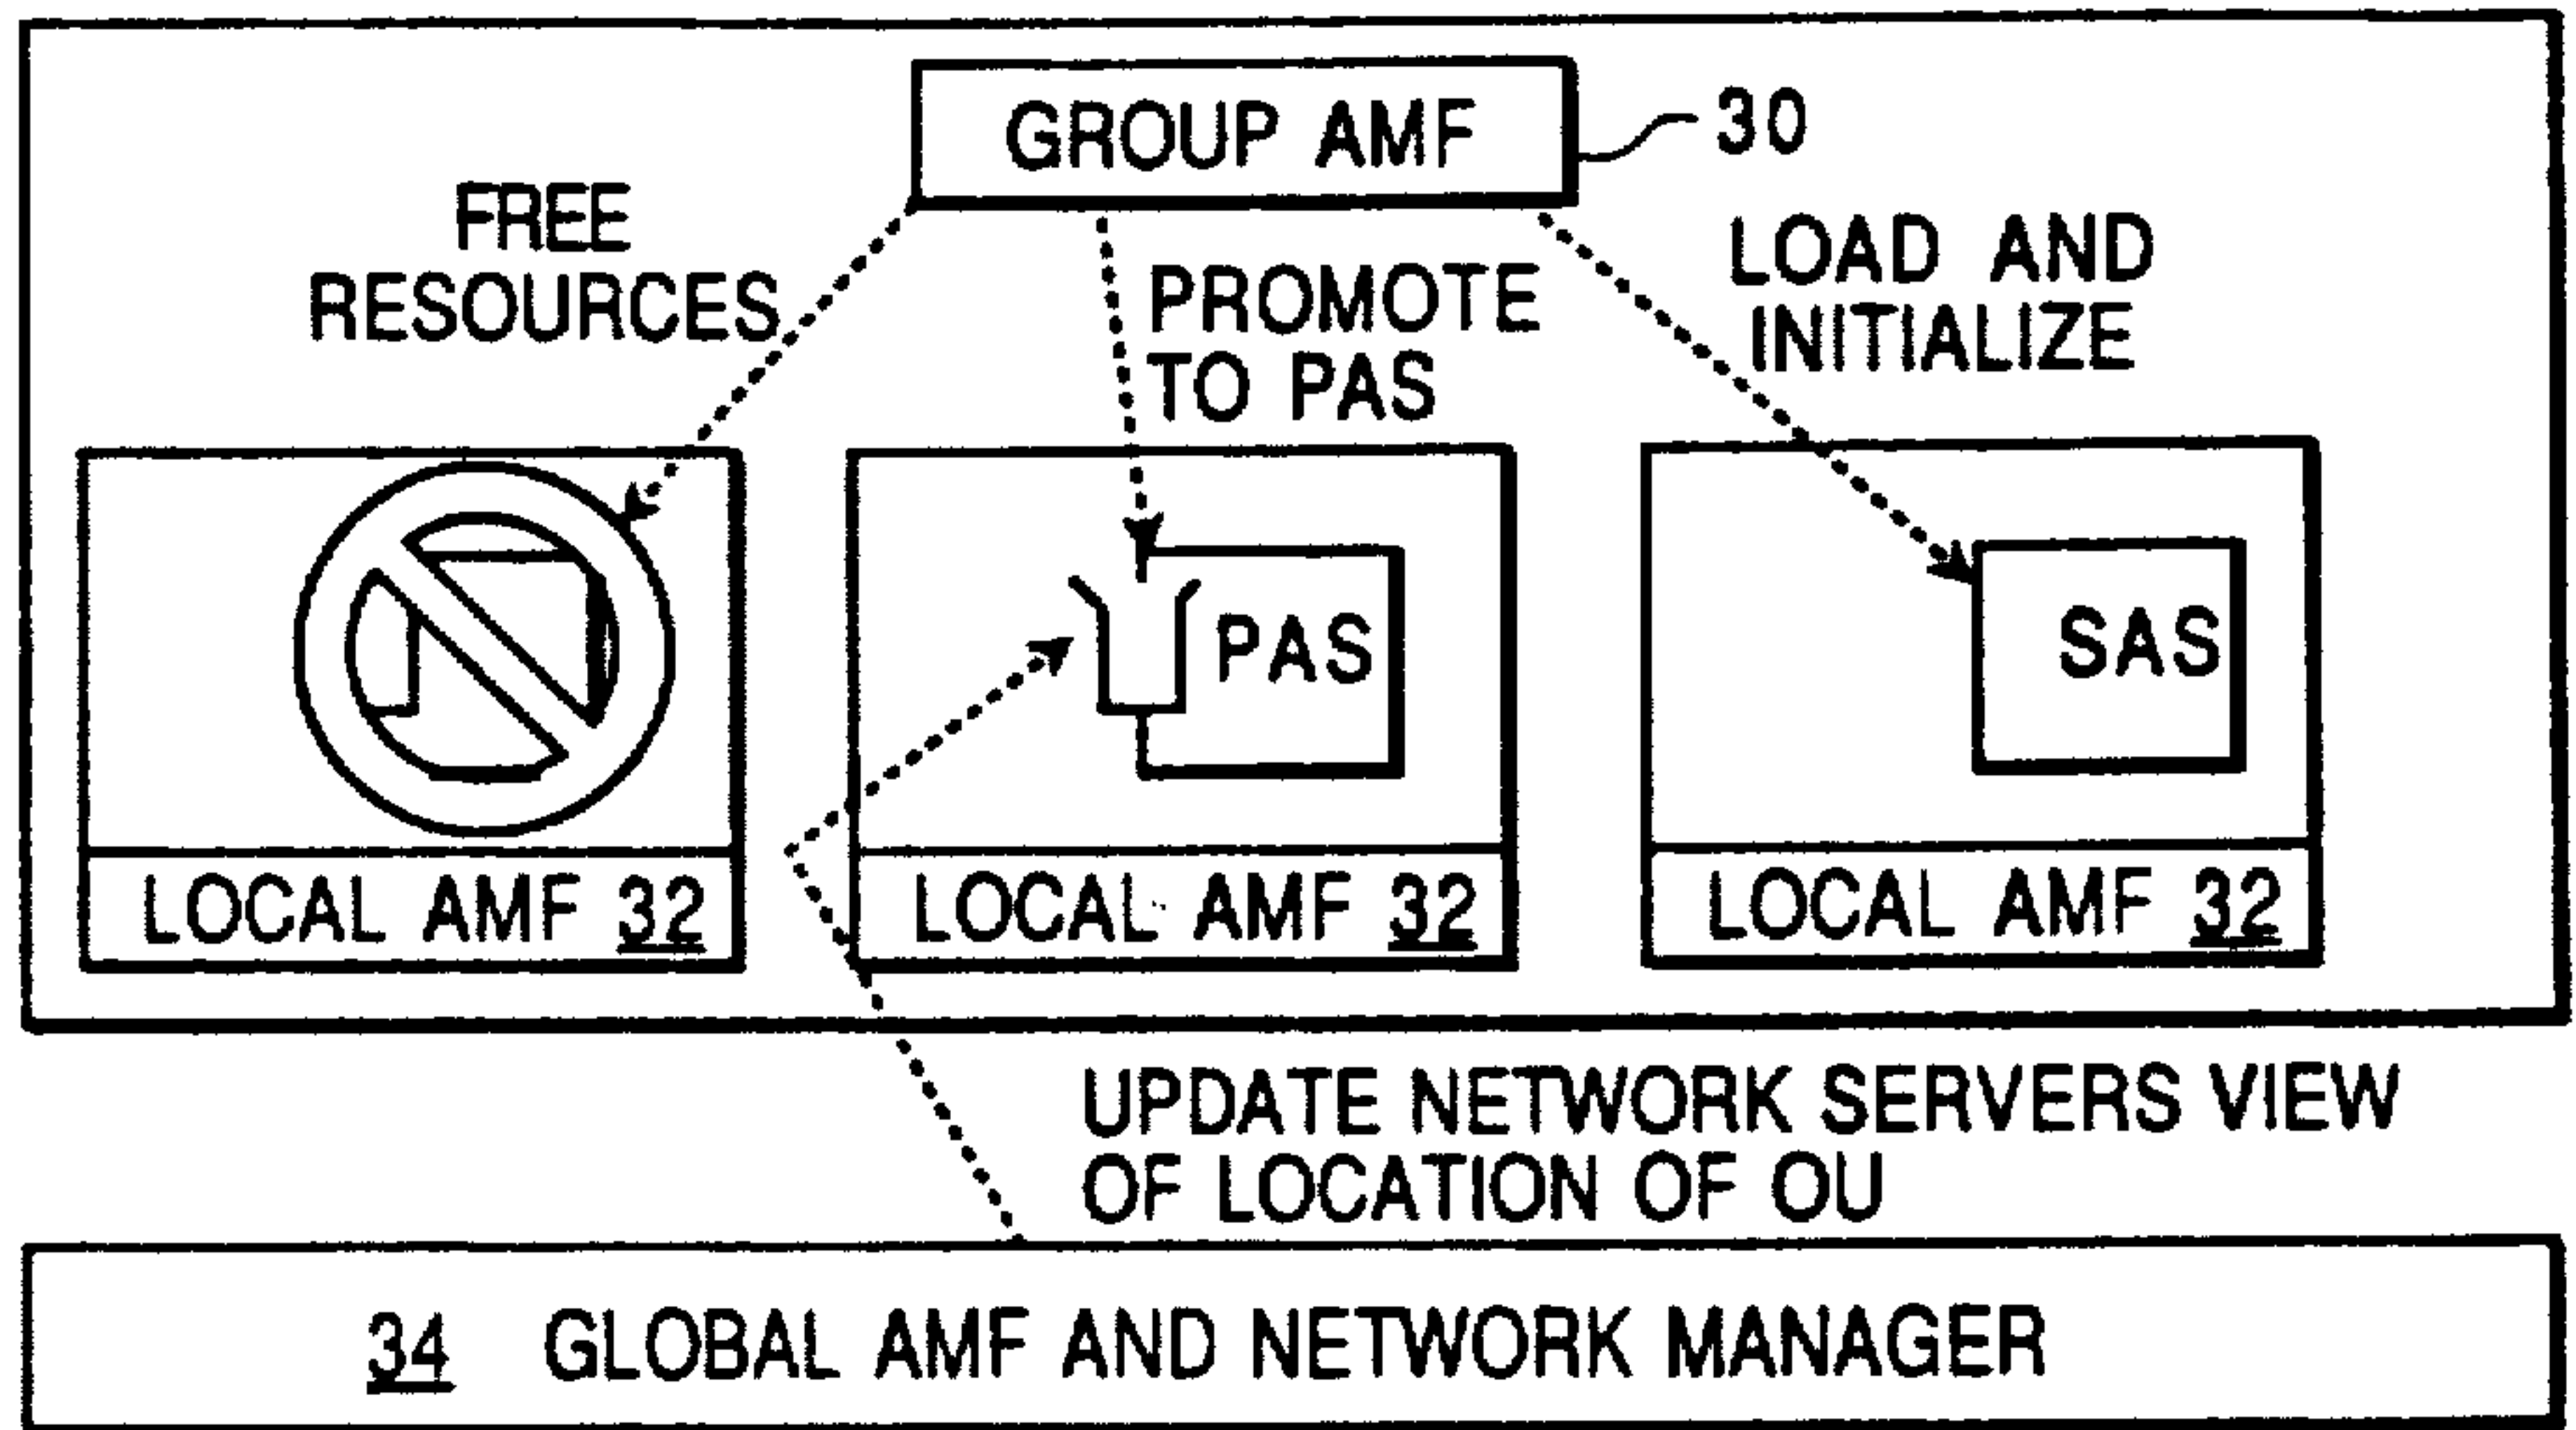 GROUP AMF
30
FREE
RESOURCES
PROMOTE
TO PAS
LOAD AND
INITIALIZE
PAS
SAS
LOCAL AMF 32
LOCAL AMF 32
LOCAL AMF 32
UPDATE NETWORK SERVERS VIEW
OF LOCATION OF OU
34 GLOBAL AMF AND NETWORK MANAGER